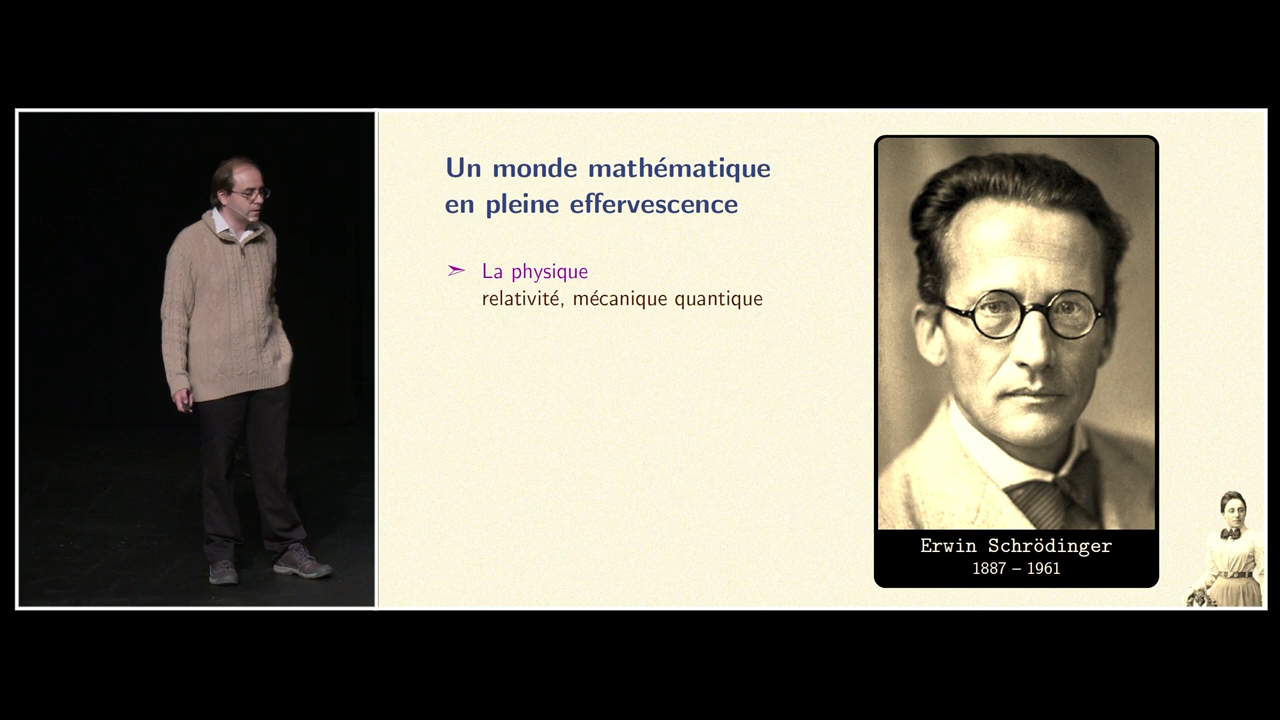 Un monde mathématique
en pleine effervescence
➣ La physique
relativité, mécanique quantique
Erwin Schrödinger
1887 – 1961